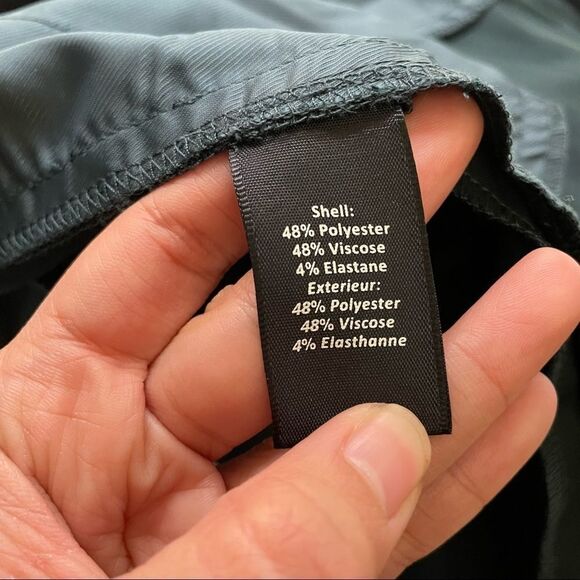 Shell:
48% Polyester
48% Viscose
4% Elastane
Exterieur:
48% Polyester
48% Viscose
4% Elasthanne